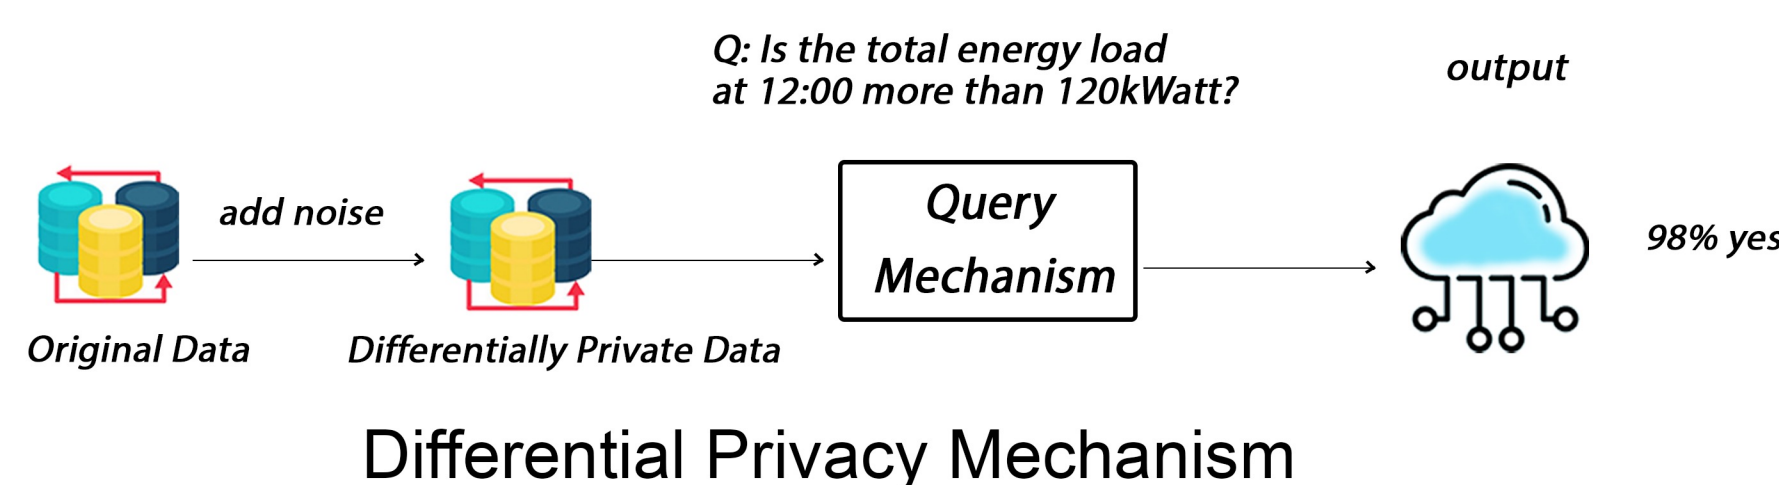 Q: Is the total energy load
at 12:00 more than 120kWatt?
output
add noise
Query
Mechanism
98% yes
Original Data
Differentially Private Data
Differential Privacy Mechanism